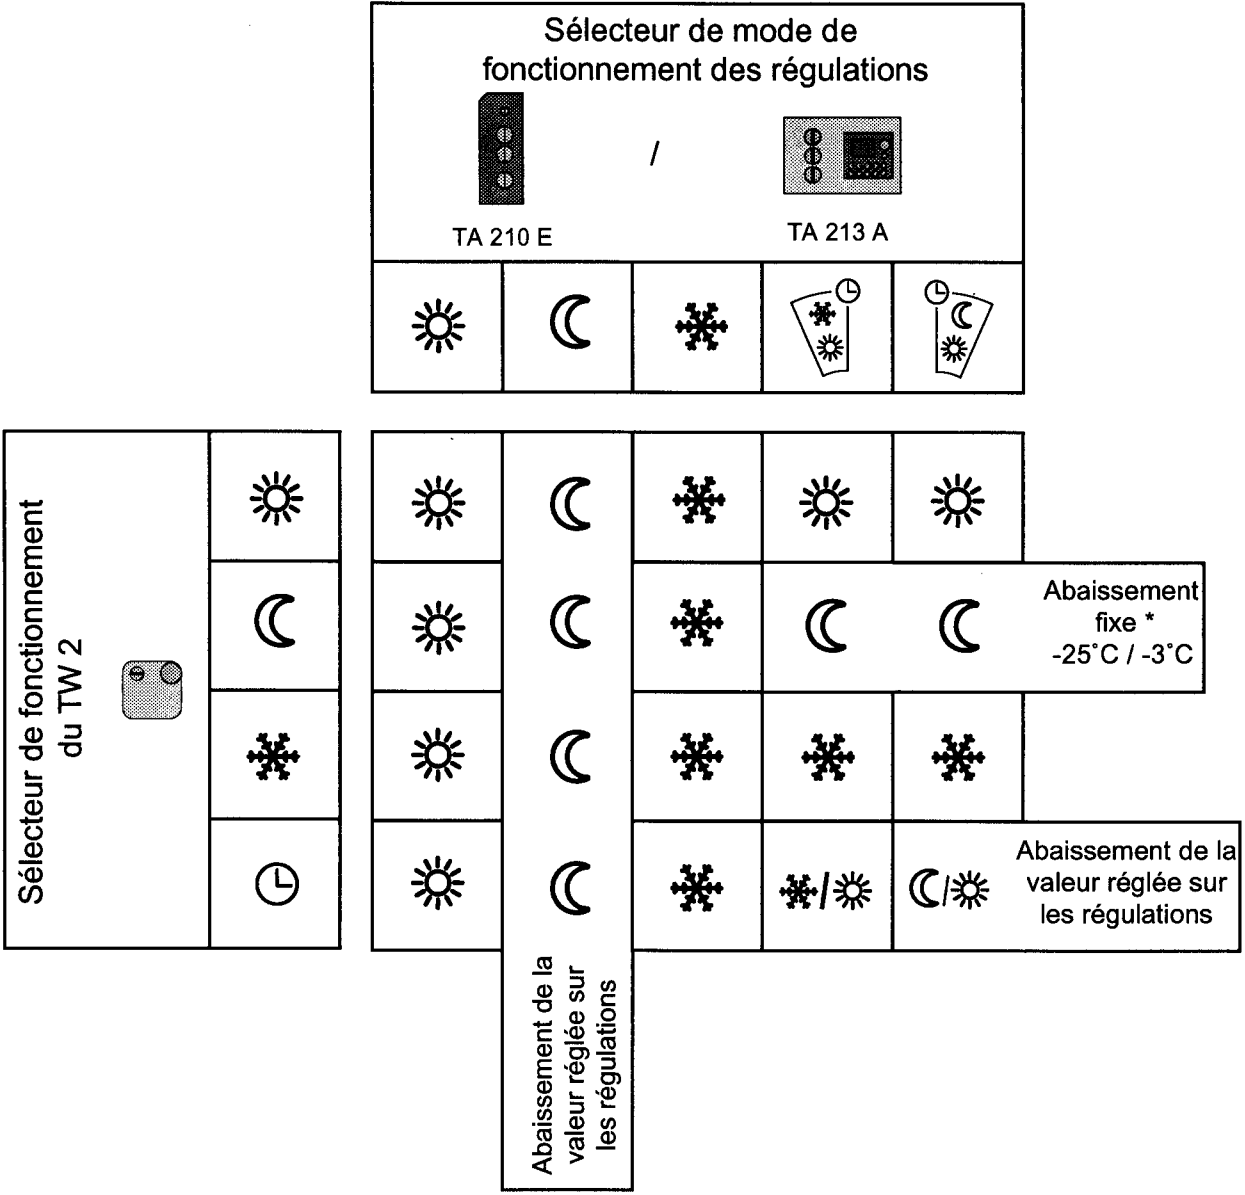 Sélecteur de mode de
fonctionnement des régulations
/
TA 210 E
TA 213 A
Sélecteur de fonctionnement
du TW 2
Abaissement
fixe *
-25°C / -3°C
/
/
Abaissement de la
valeur réglée sur
les régulations
Abaissement de la
valeur réglée sur
les régulations